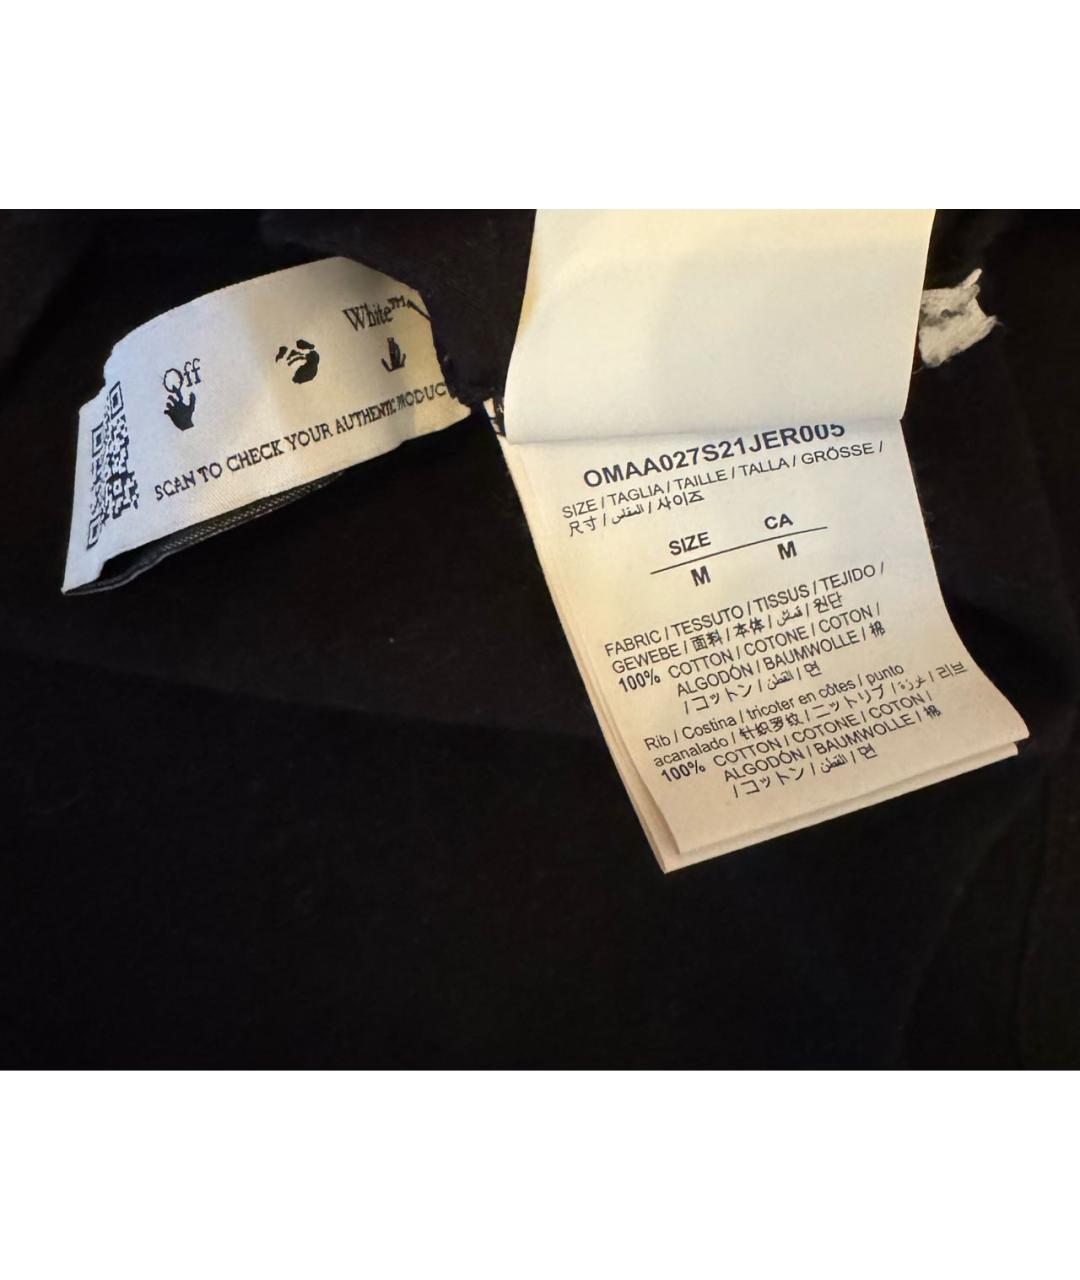 Off
White™
SCAN TO CHECK YOUR AUTHENTIC PRODUC
OMAA027S21JER005
SIZE / TAGLIA / TAILLE / TALLA / GRÖSSE /
尺寸 / المقاس / 사이즈
SIZE CA
M M
FABRIC / TESSUTO / TISSUS / TEJIDO /
GEWEBE / 面料 / 本体 / قماش / 원단
100% COTTON / COTONE / COTON /
ALGODÓN / BAUMWOLLE / 棉
/ コットン / القطن / 면
Rib / Costina / tricoter en côtes / punto
acanalado / 针织罗纹 / ニットリブ / غرزة / 리브
100% COTTON / COTONE / COTON /
ALGODÓN / BAUMWOLLE / 棉
/ コットン / القطن / 면